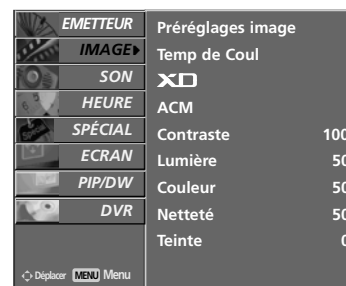 EMETTEUR
IMAGE
SON
HEURE
SPÉCIAL
ECRAN
PIP/DW
DVR
Déplacer MENU Menu
Préréglages image
Temp de Coul
XD
ACM
Contraste 100
Lumière 50
Couleur 50
Netteté 50
Teinte 0